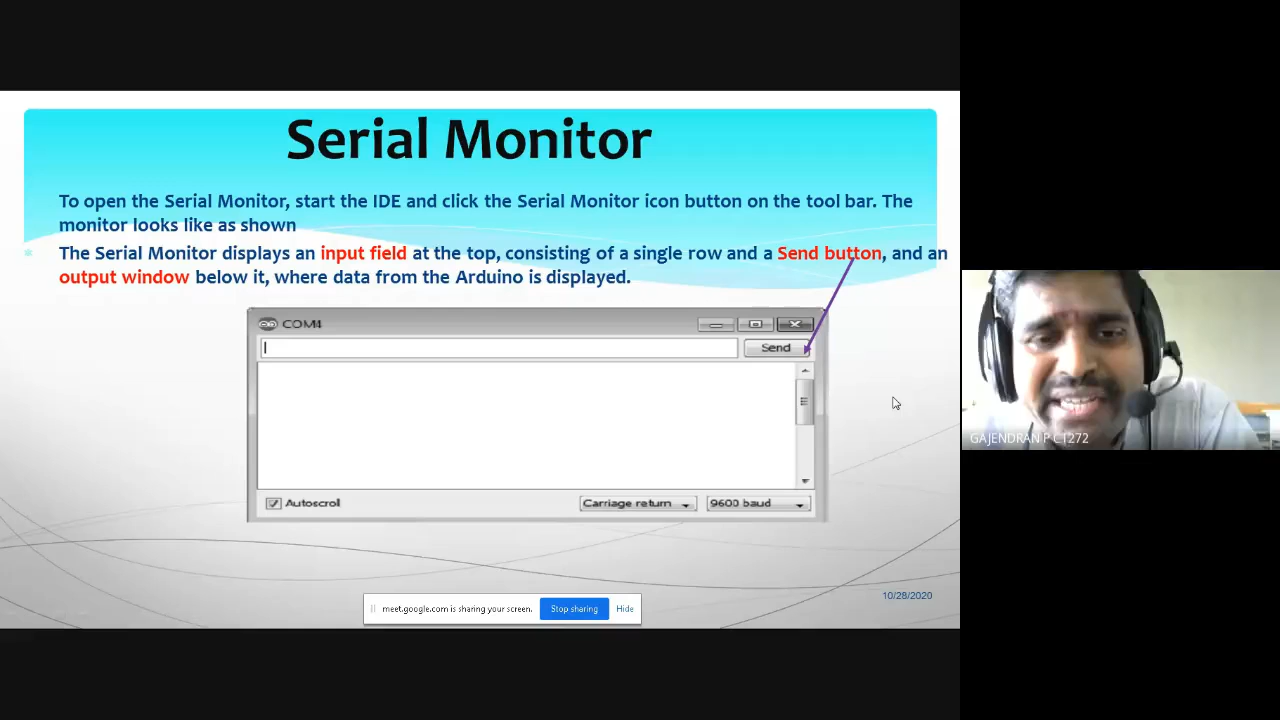 Serial Monitor
To open the Serial Monitor, start the IDE and click the Serial Monitor icon button on the tool bar. The
monitor looks like as shown
The Serial Monitor displays an input field at the top, consisting of a single row and a Send button, and an
output window below it, where data from the Arduino is displayed.
COM4
Send
Autoscroll
Carriage return
9600 baud
GAJENDRAN P C1272
10/28/2020
meet.google.com is sharing your screen.
Stop sharing
Hide